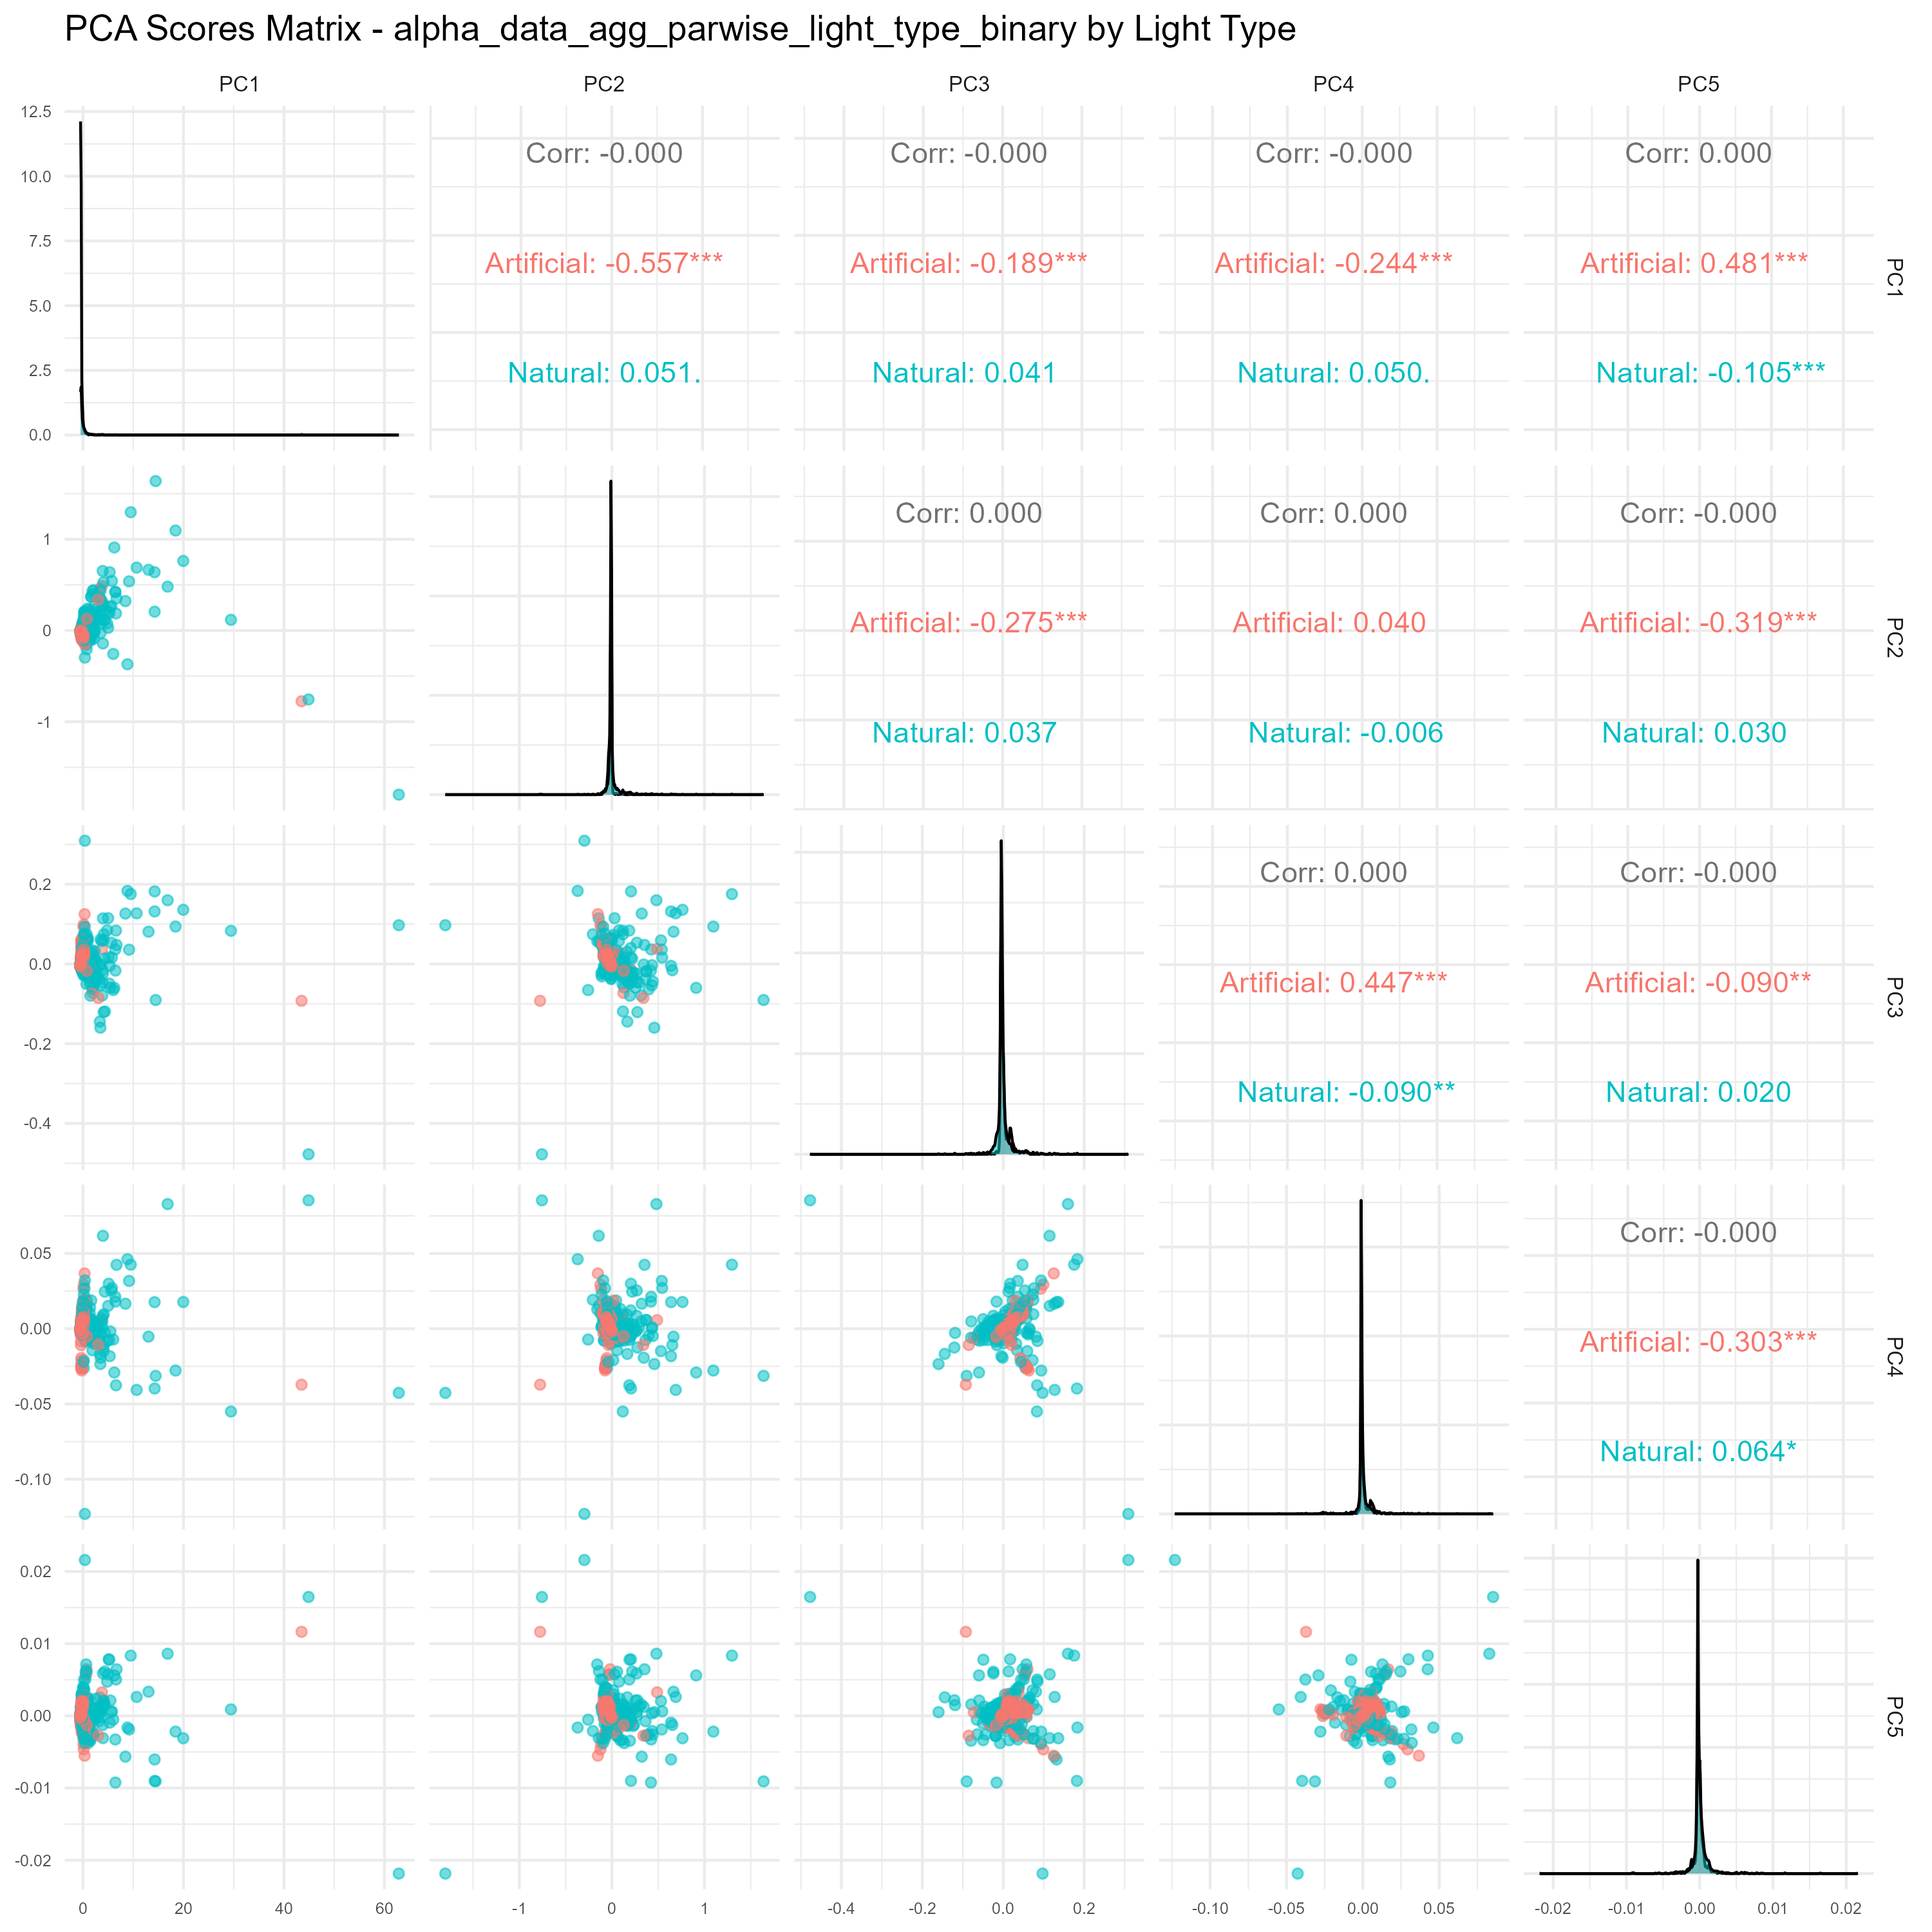 PCA Scores Matrix - alpha_data_agg_parwise_light_type_binary by Light Type
PC1 PC2 PC3 PC4 PC5
12.5
10.0
7.5
5.0
2.5
0.0
Corr: -0.000
Artificial: -0.557***
Natural: 0.051.
Corr: -0.000
Artificial: -0.189***
Natural: 0.041
Corr: -0.000
Artificial: -0.244***
Natural: 0.050.
Corr: 0.000
Artificial: 0.481***
Natural: -0.105***
PC1
1
0
-1
Corr: 0.000
Artificial: -0.275***
Natural: 0.037
Corr: 0.000
Artificial: 0.040
Natural: -0.006
Corr: -0.000
Artificial: -0.319***
Natural: 0.030
PC2
0.2
0.0
-0.2
-0.4
Corr: 0.000
Artificial: 0.447***
Natural: -0.090**
Corr: -0.000
Artificial: -0.090**
Natural: 0.020
PC3
0.05
0.00
-0.05
-0.10
Corr: -0.000
Artificial: -0.303***
Natural: 0.064*
PC4
0.02
0.01
0.00
-0.01
-0.02
PC5
0 20 40 60
-1 0 1
-0.4 -0.2 0.0 0.2
-0.10 -0.05 0.00 0.05
-0.02 -0.01 0.00 0.01 0.02